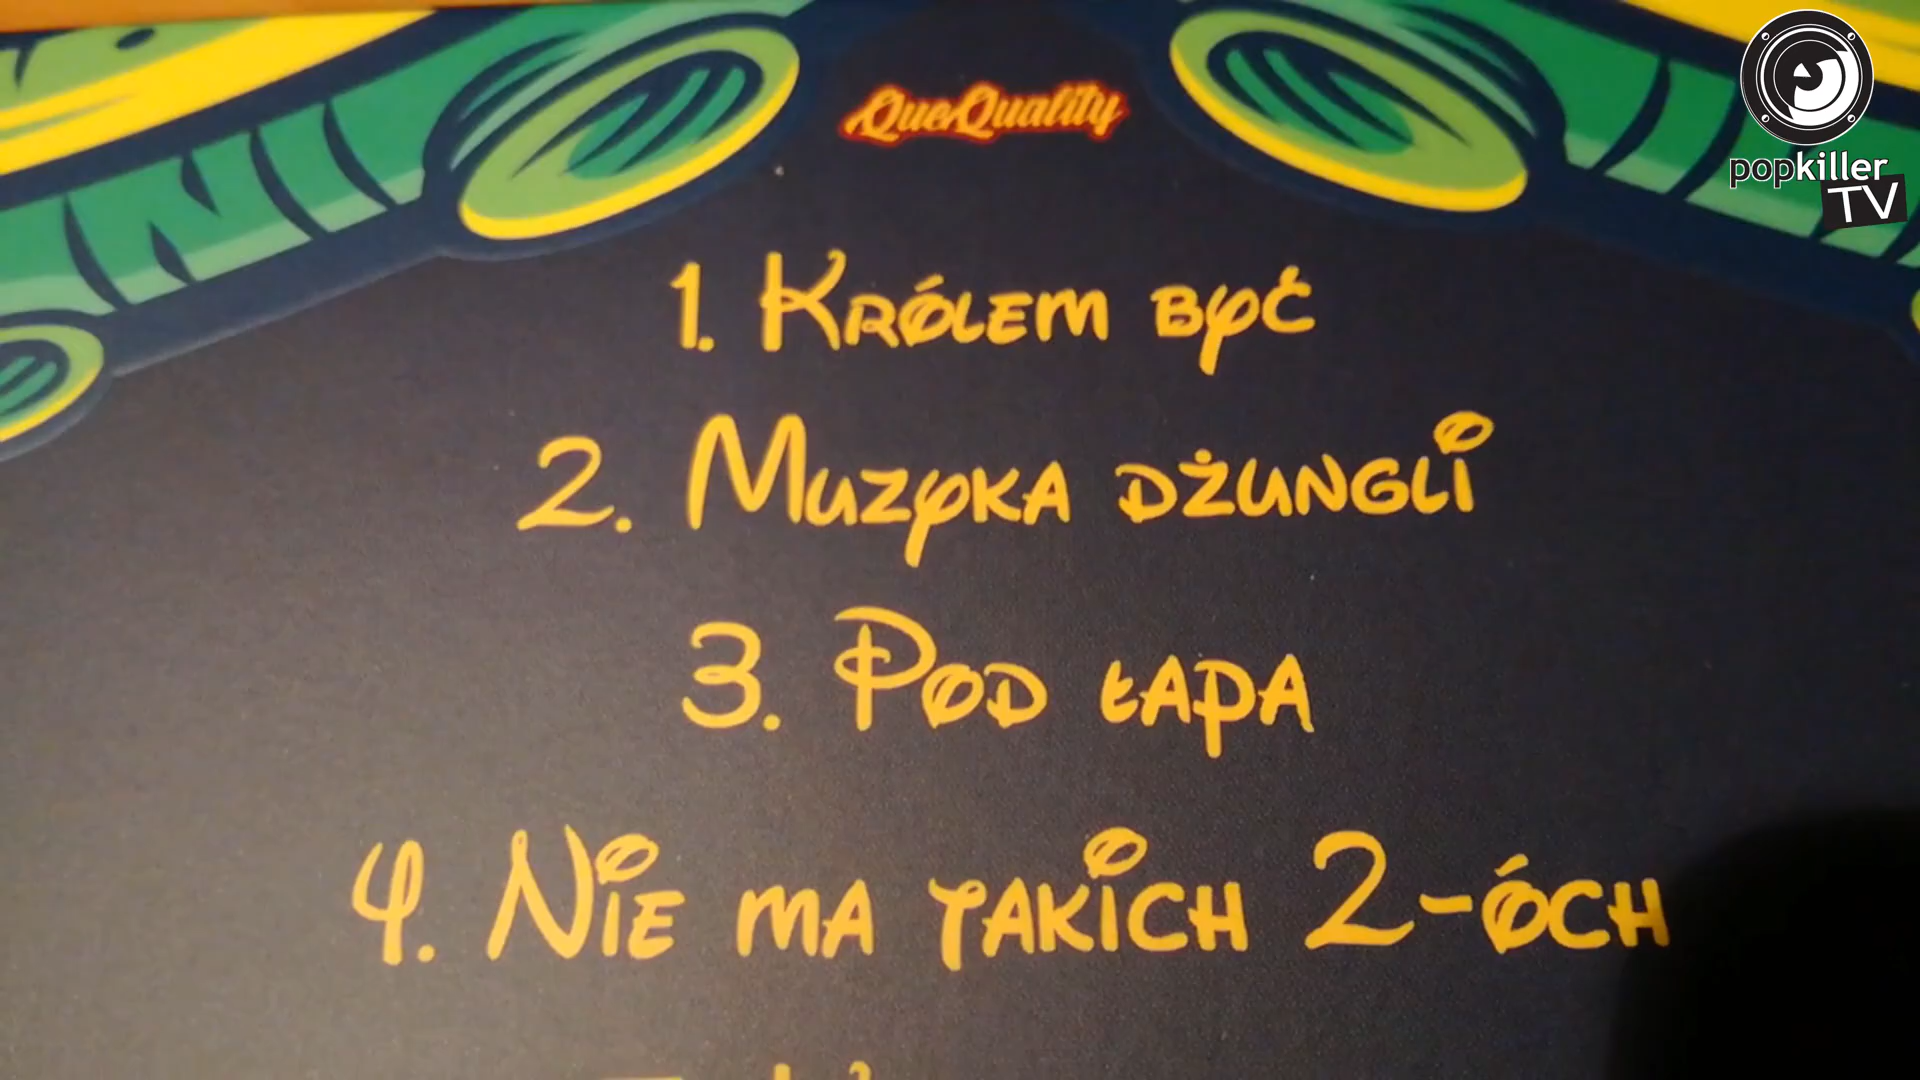 QueQuality
popkiller
TV
1. Królem być
2. Muzyka dżungli
3. Pod łapą
4. Nie ma takich 2-óch